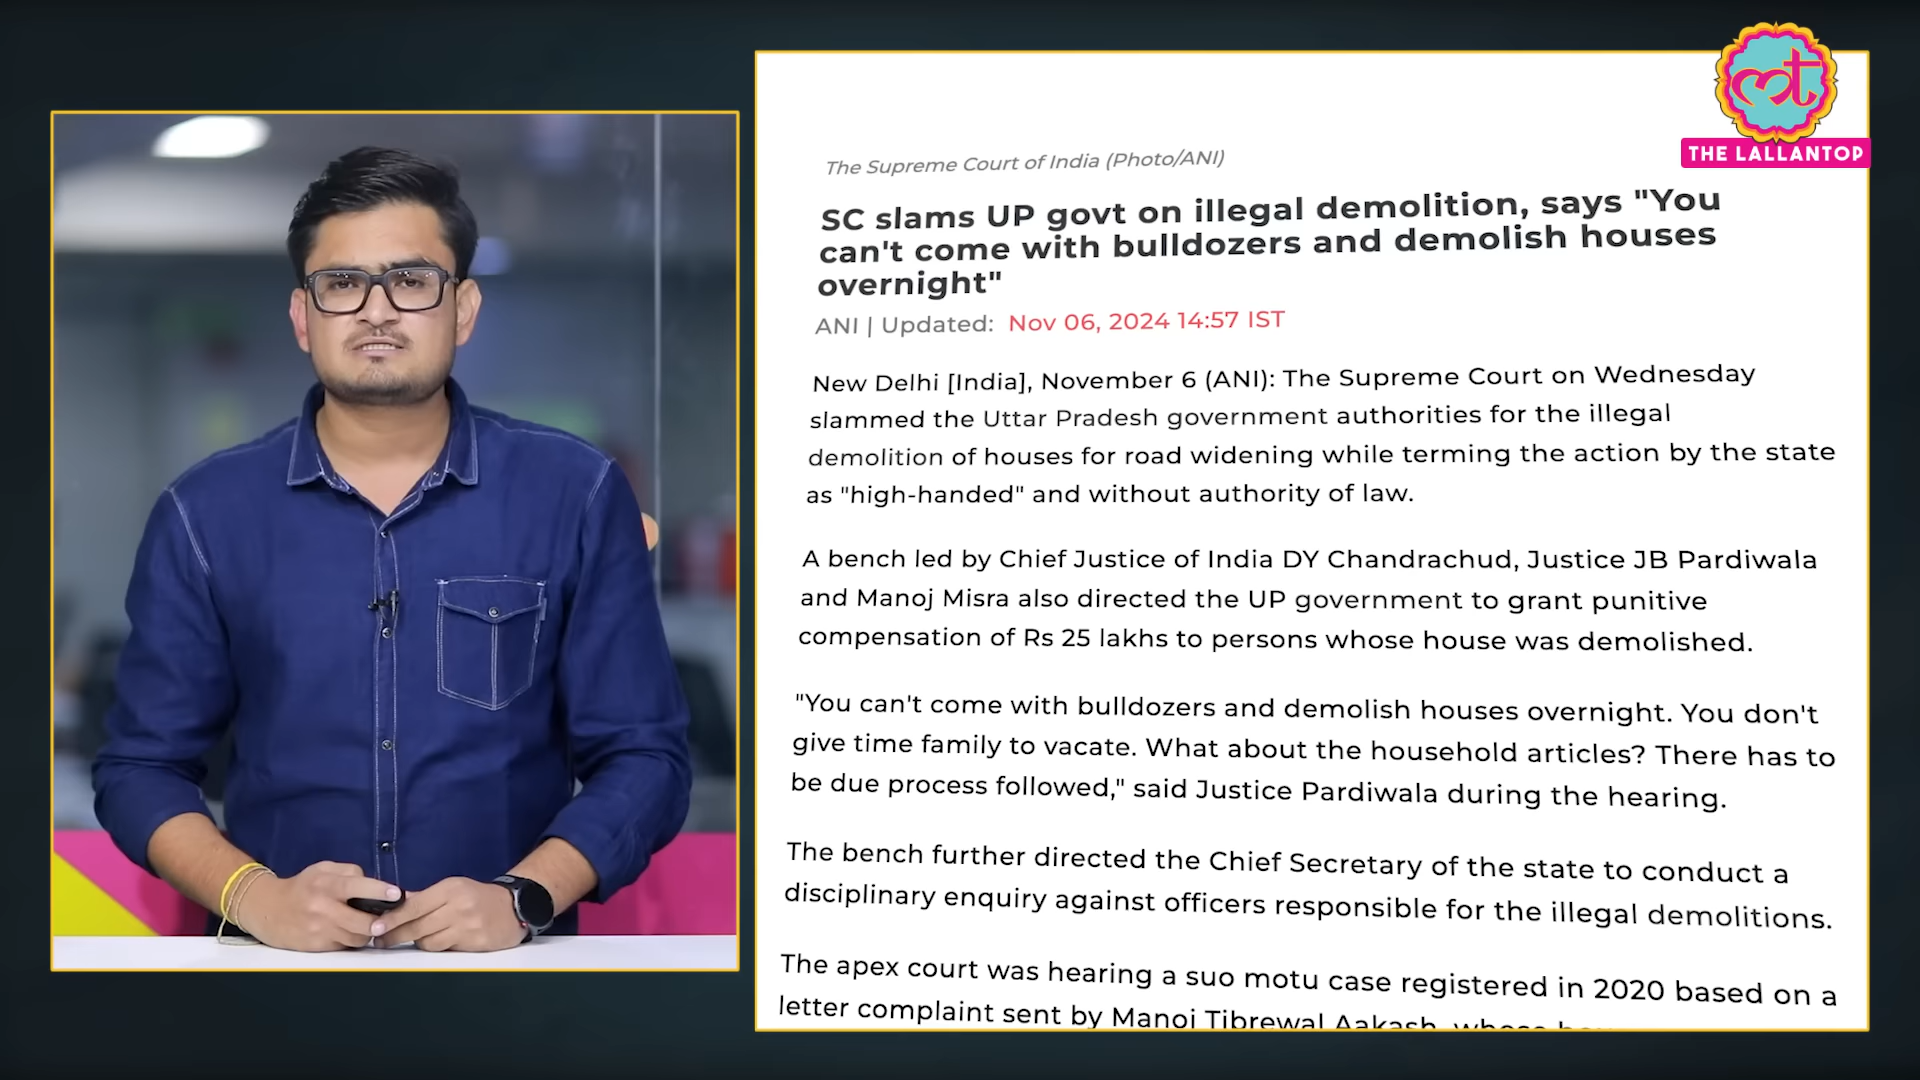 THE LALLANTOP
The Supreme Court of India (Photo/ANI)
SC slams UP govt on illegal demolition, says "You
can't come with bulldozers and demolish houses
overnight"
ANI | Updated: Nov 06, 2024 14:57 IST
New Delhi [India], November 6 (ANI): The Supreme Court on Wednesday
slammed the Uttar Pradesh government authorities for the illegal
demolition of houses for road widening while terming the action by the state
as "high-handed" and without authority of law.
A bench led by Chief Justice of India DY Chandrachud, Justice JB Pardiwala
and Manoj Misra also directed the UP government to grant punitive
compensation of Rs 25 lakhs to persons whose house was demolished.
"You can't come with bulldozers and demolish houses overnight. You don't
give time family to vacate. What about the household articles? There has to
be due process followed," said Justice Pardiwala during the hearing.
The bench further directed the Chief Secretary of the state to conduct a
disciplinary enquiry against officers responsible for the illegal demolitions.
The apex court was hearing a suo motu case registered in 2020 based on a
letter complaint sent by Manoj Tibrewal Aakash, whose